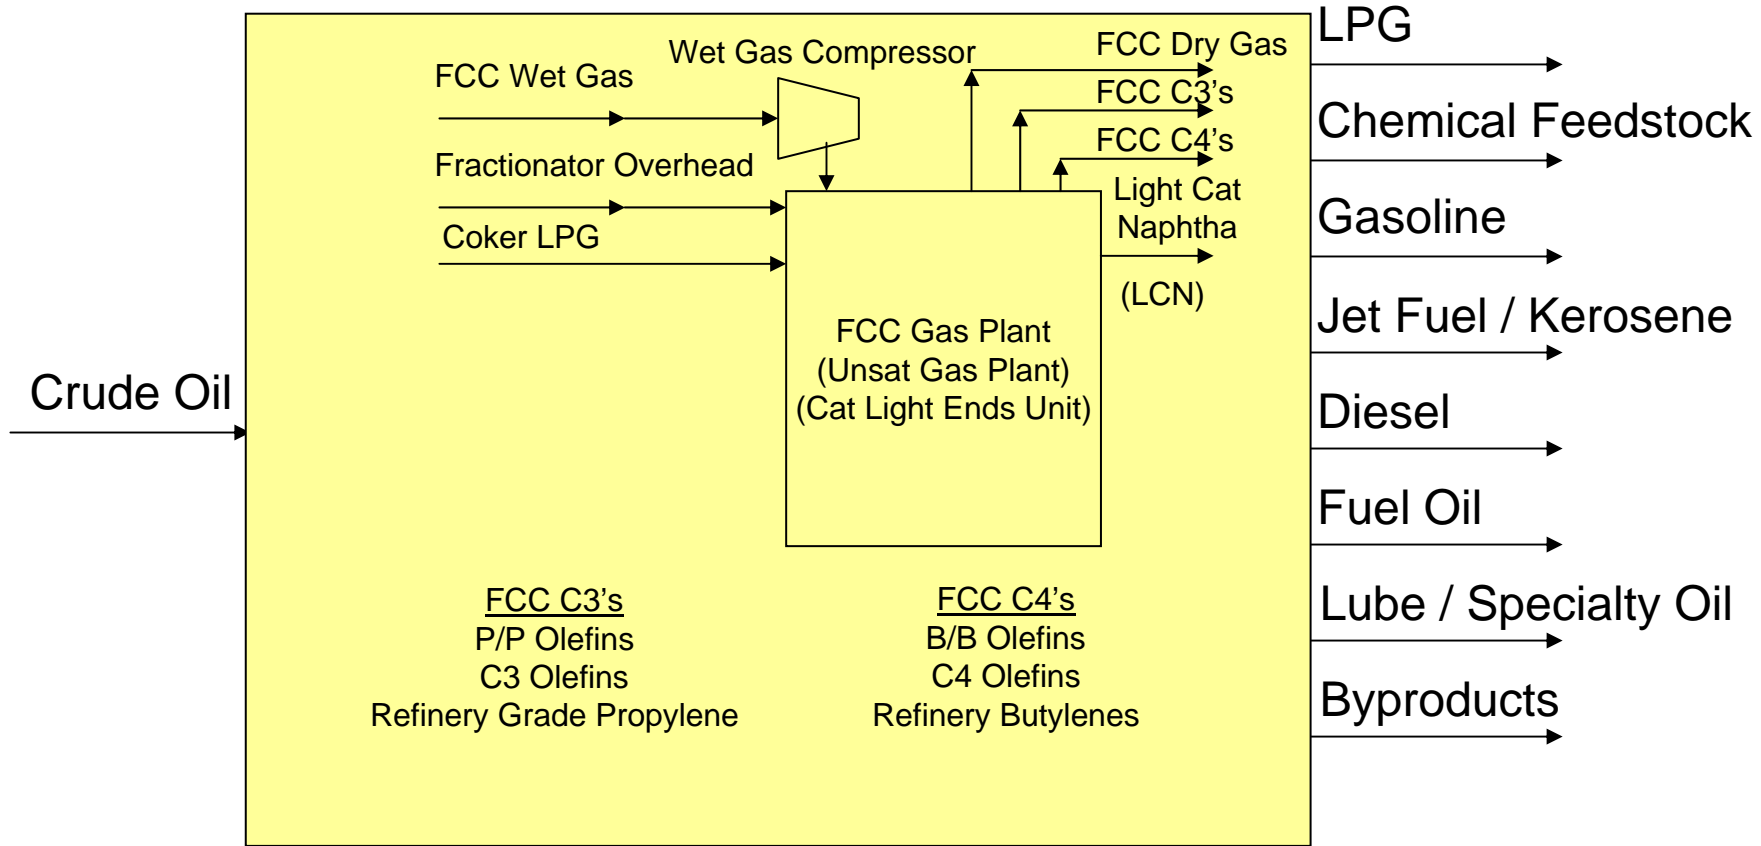 LPG
Wet Gas Compressor
FCC Dry Gas
FCC Wet Gas
FCC C3's
Chemical Feedstock
FCC C4's
Fractionator Overhead
Light Cat
Naphtha
Gasoline
Coker LPG
(LCN)
Jet Fuel / Kerosene
FCC Gas Plant
(Unsat Gas Plant)
(Cat Light Ends Unit)
Crude Oil
Diesel
Fuel Oil
FCC C3's
P/P Olefins
C3 Olefins
Refinery Grade Propylene
FCC C4's
B/B Olefins
C4 Olefins
Refinery Butylenes
Lube / Specialty Oil
Byproducts